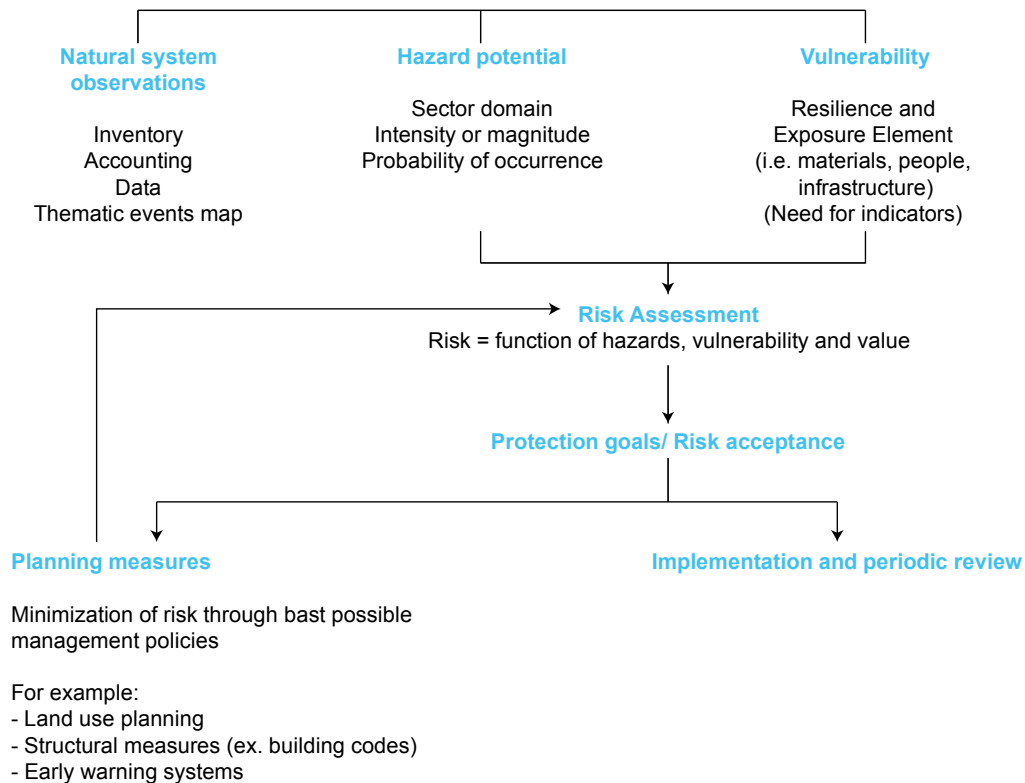 Natural system
observations
Inventory
Accounting
Data
Thematic events map
Hazard potential
Sector domain
Intensity or magnitude
Probability of occurrence
Vulnerability
Resilience and
Exposure Element
(i.e. materials, people,
infrastructure)
(Need for indicators)
Risk Assessment
Risk = function of hazards, vulnerability and value
Protection goals/ Risk acceptance
Planning measures
Minimization of risk through bast possible
management policies
For example:
- Land use planning
- Structural measures (ex. building codes)
- Early warning systems
Implementation and periodic review